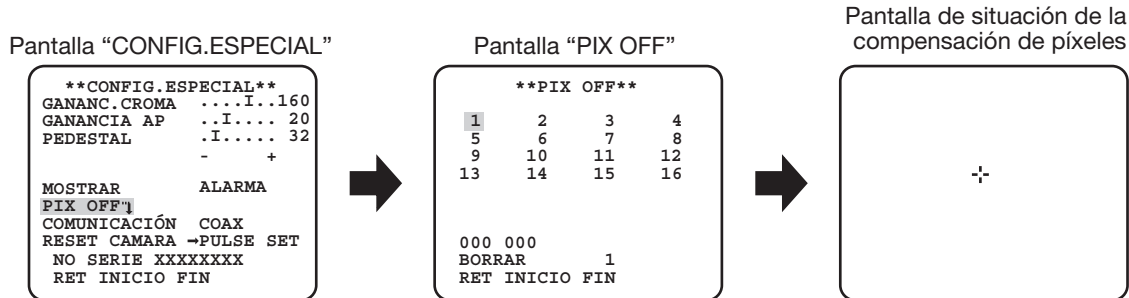 Pantalla “CONFIG.ESPECIAL”
**CONFIG.ESPECIAL**
GANANC.CROMA ....I..160
GANANCIA AP ..I.... 20
PEDESTAL .I..... 32
- +
MOSTRAR ALARMA
PIX OFF
COMUNICACIÓN COAX
RESET CAMARA →PULSE SET
NO SERIE XXXXXXXX
RET INICIO FIN
Pantalla “PIX OFF”
**PIX OFF**
1 2 3 4
5 6 7 8
9 10 11 12
13 14 15 16
000 000
BORRAR 1
RET INICIO FIN
Pantalla de situación de la
compensación de píxeles